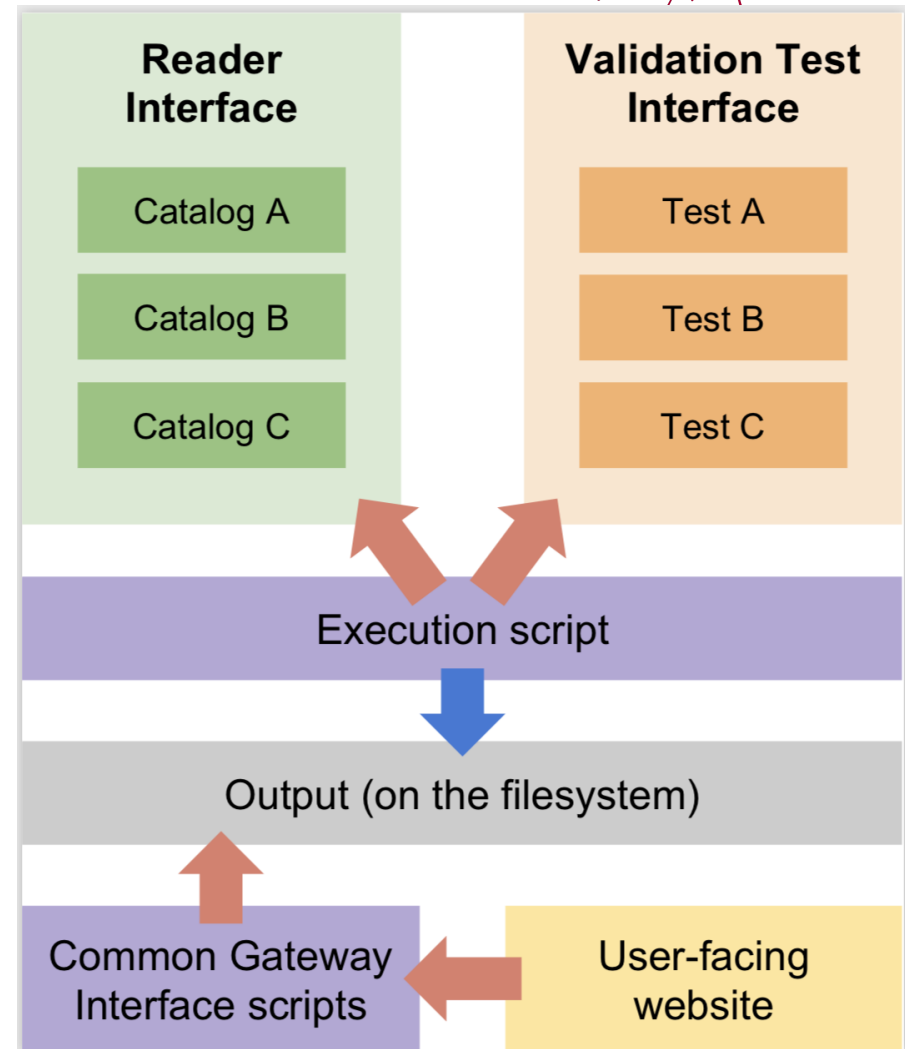 Reader
Interface
Catalog A
Catalog B
Catalog C
Validation Test
Interface
Test A
Test B
Test C
Execution script
Output (on the filesystem)
Common Gateway
Interface scripts
User-facing
website